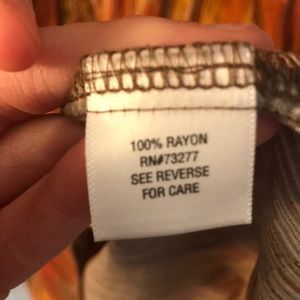 100% RAYON
RN#73277
SEE REVERSE
FOR CARE